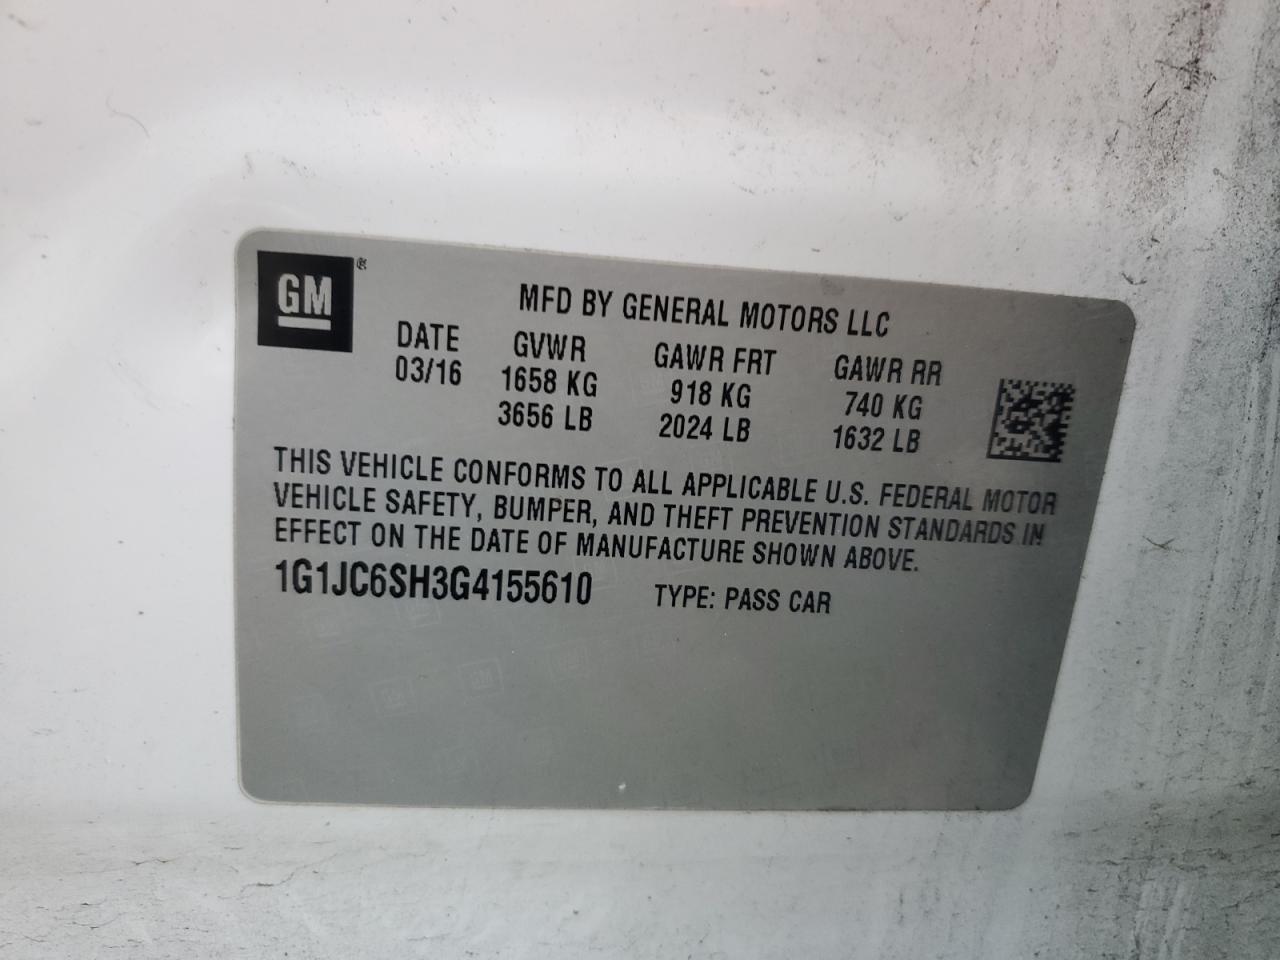 GM®
MFD BY GENERAL MOTORS LLC
DATE GVWR GAWR FRT GAWR RR
03/16 1658 KG 918 KG 740 KG
3656 LB 2024 LB 1632 LB
THIS VEHICLE CONFORMS TO ALL APPLICABLE U.S. FEDERAL MOTOR
VEHICLE SAFETY, BUMPER, AND THEFT PREVENTION STANDARDS IN
EFFECT ON THE DATE OF MANUFACTURE SHOWN ABOVE.
1G1JC6SH3G4155610 TYPE: PASS CAR